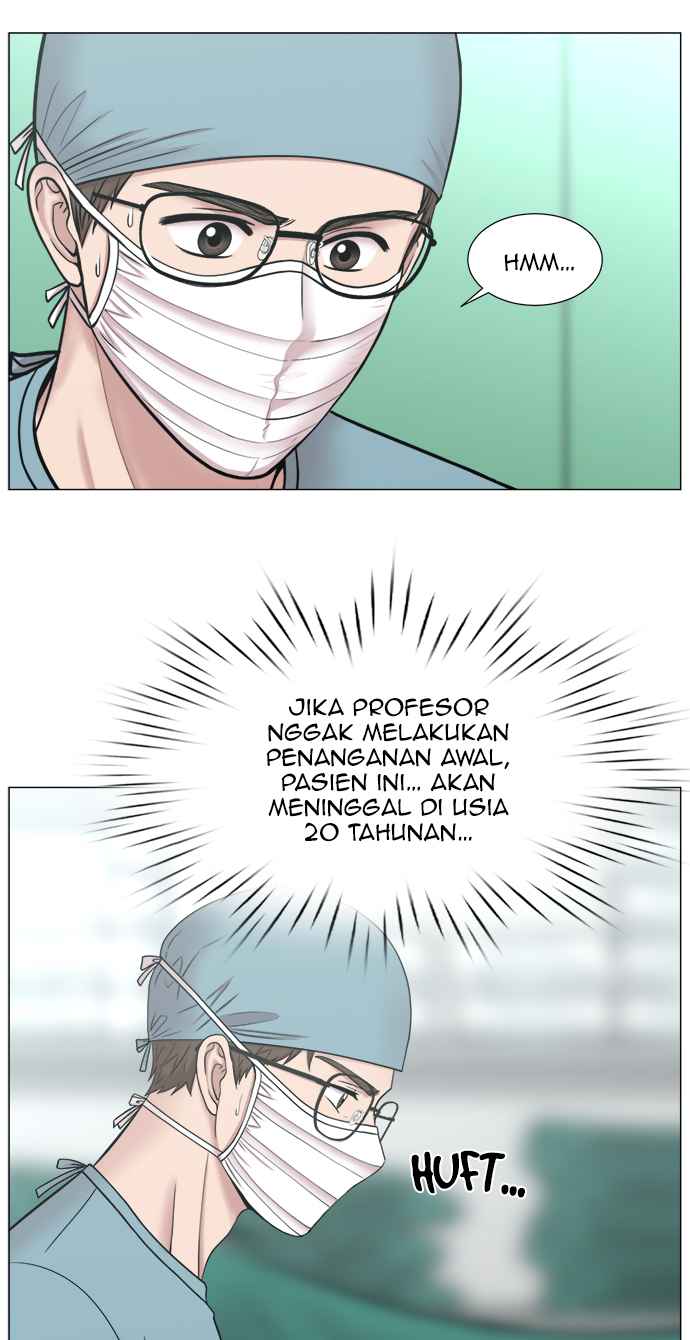 HMM...
JIKA PROFESOR
NGGAK MELAKUKAN
PENANGANAN AWAL,
PASIEN INI... AKAN
MENINGGAL DI USIA
20 TAHUNAN...
HUFT...